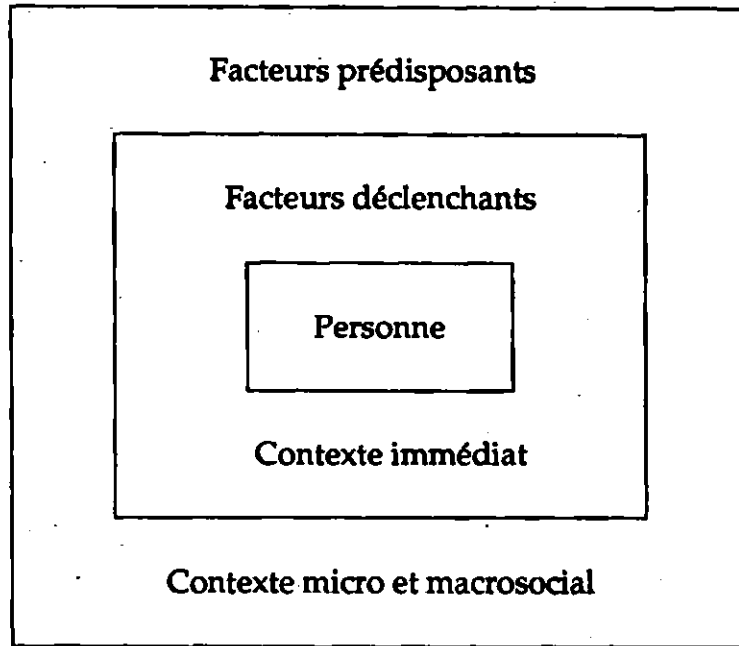 Facteurs prédisposants
Facteurs déclenchants
Personne
Contexte immédiat
Contexte micro et macrosocial